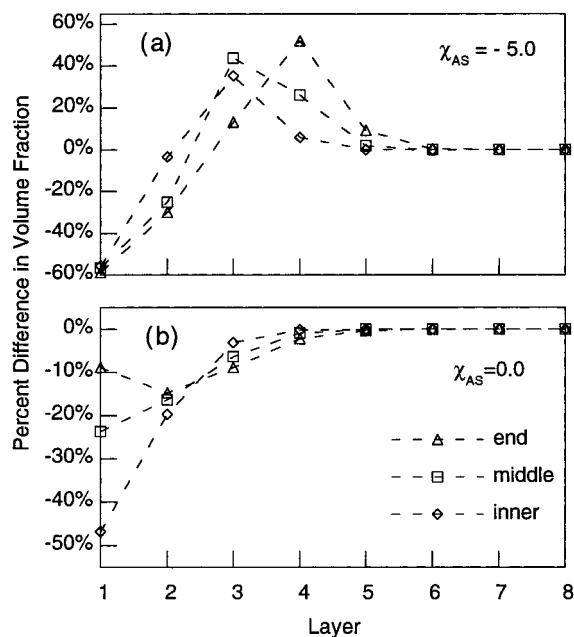 Percent Difference in Volume Fraction
60%
40%
20%
0%
-20%
-40%
-60%
(a)
χAS = - 5.0
0%
-10%
-20%
-30%
-40%
-50%
(b)
χAS=0.0
end
middle
inner
1 2 3 4 5 6 7 8
Layer